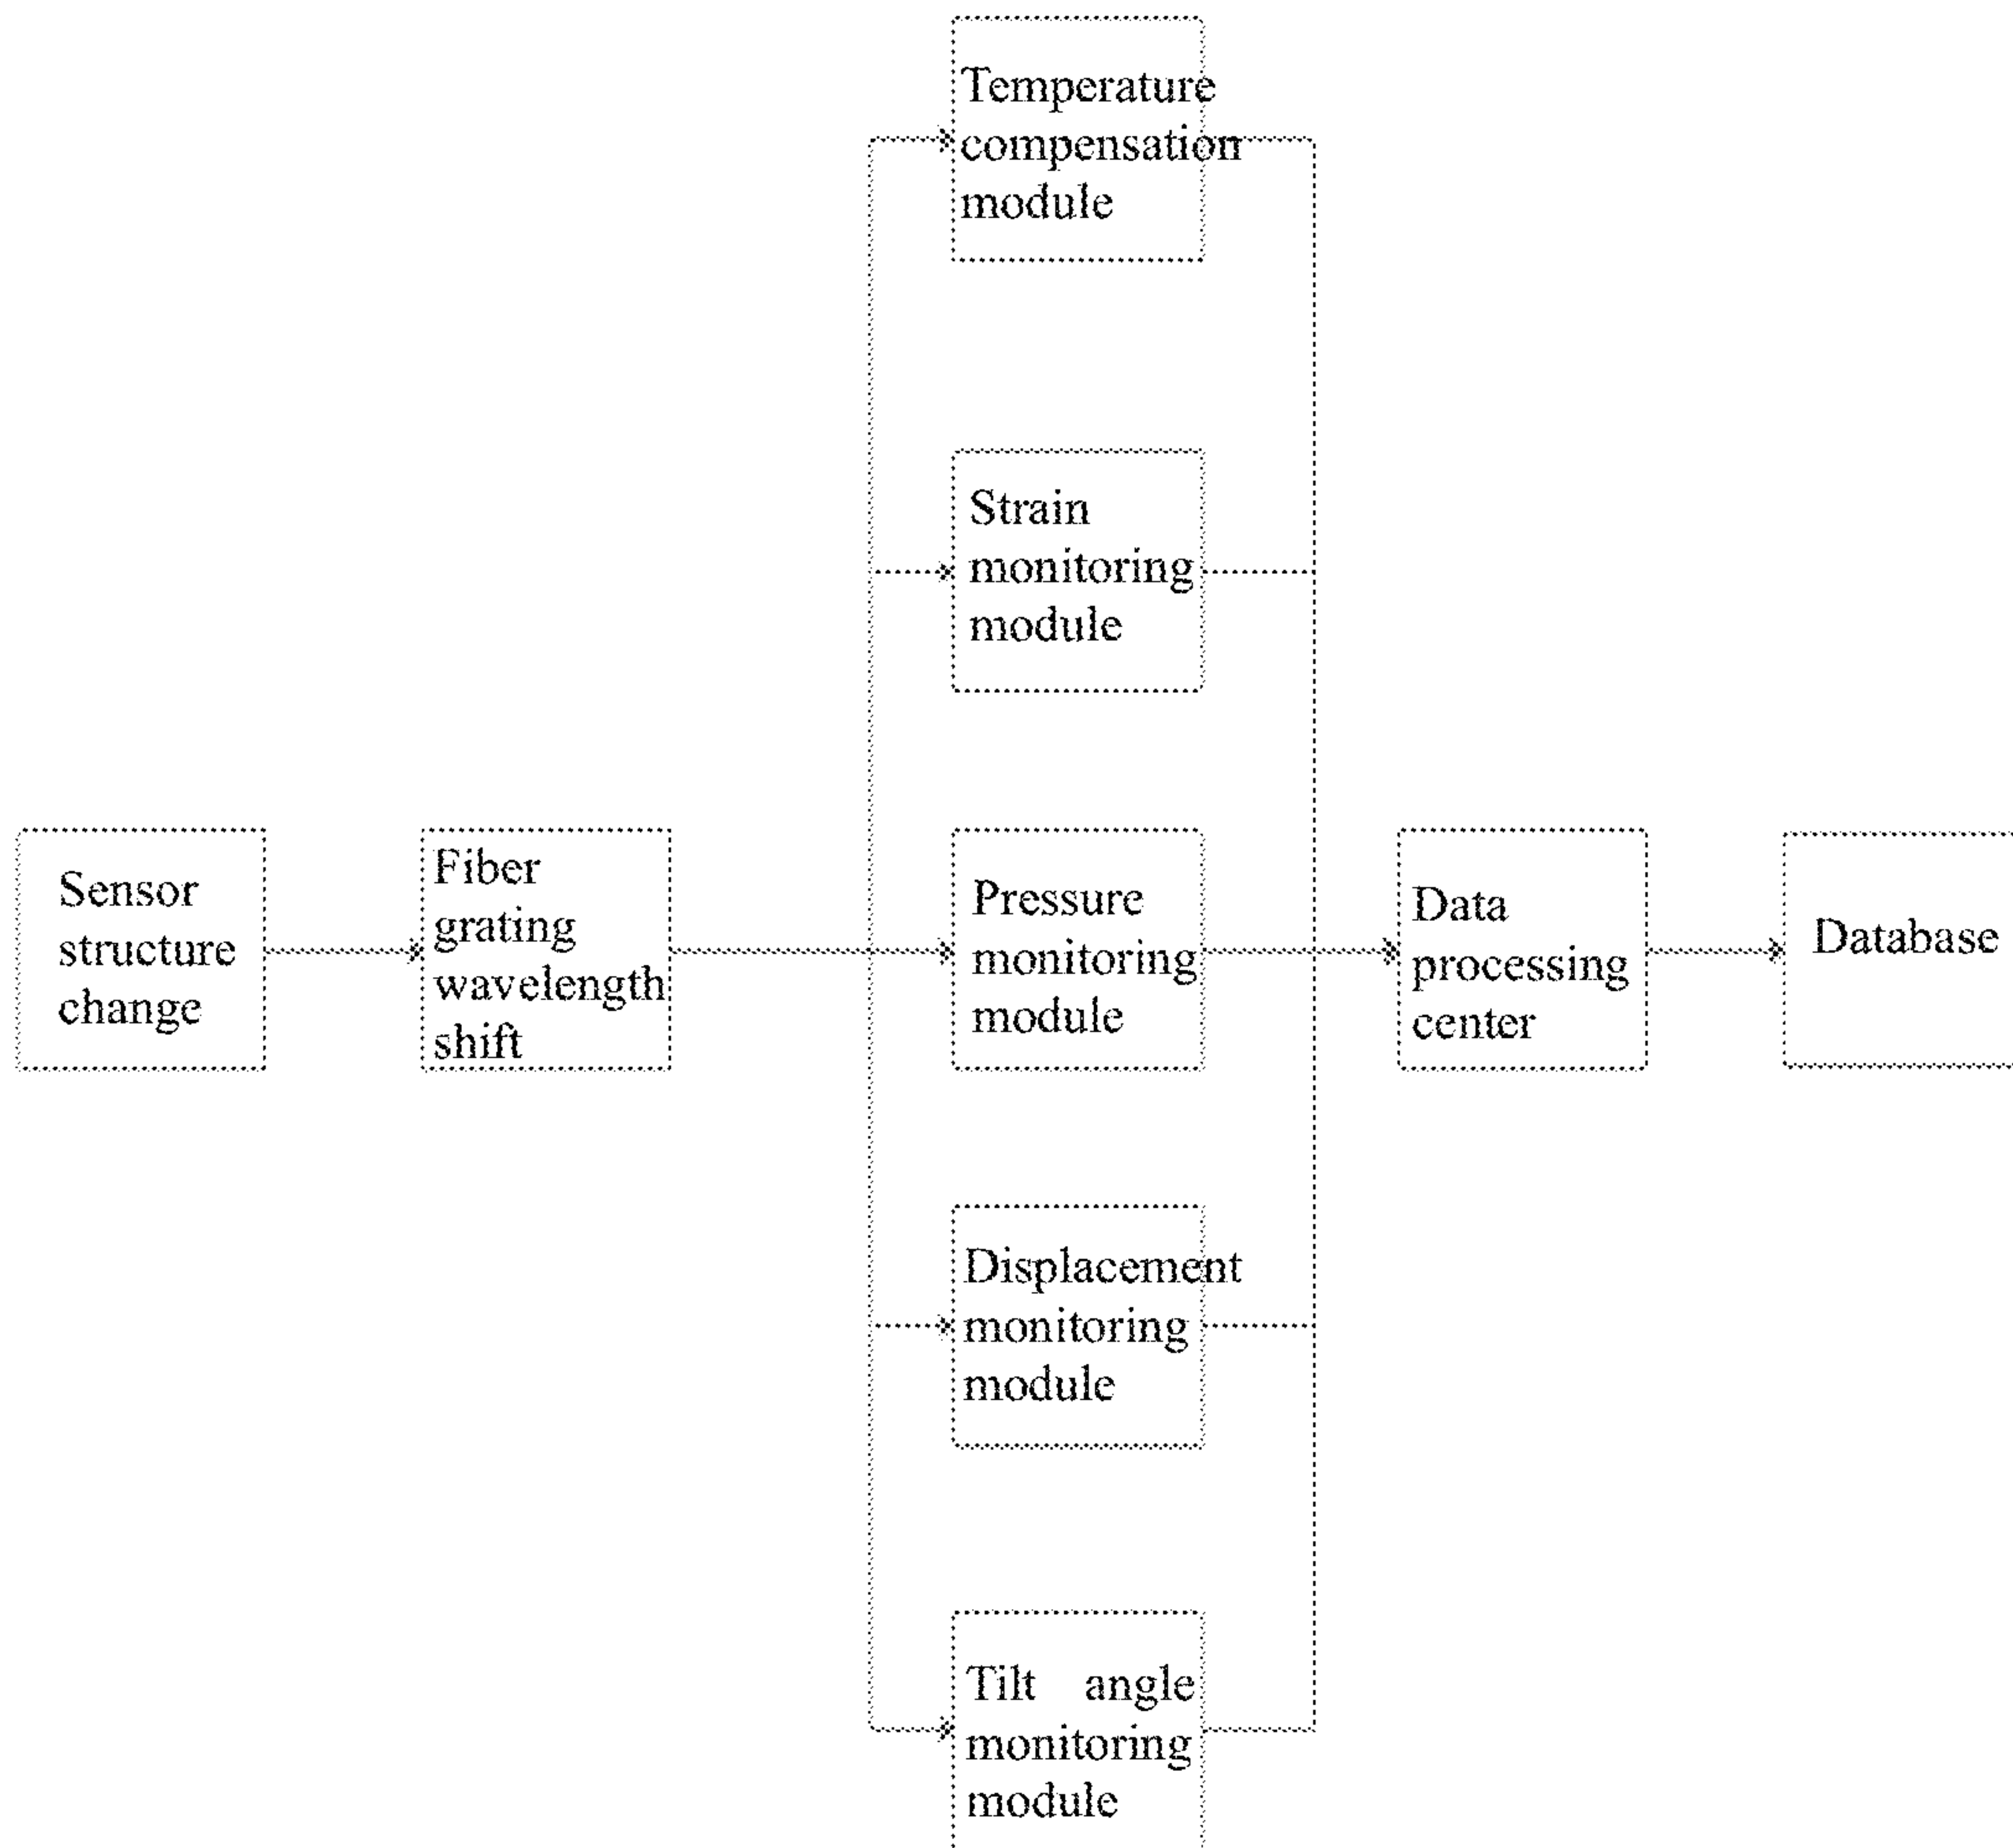 Temperature
compensation
module
Strain
monitoring
module
Sensor
structure
change
Fiber
grating
wavelength
shift
Pressure
monitoring
module
Data
processing
center
Database
Displacement
monitoring
module
Tilt angle
monitoring
module